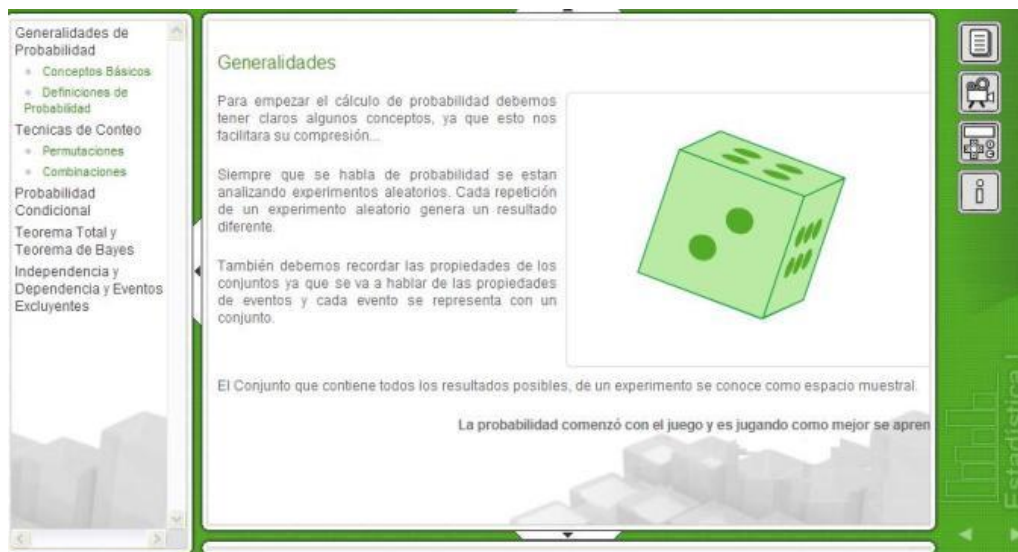 Generalidades de
Probabilidad
Conceptos Básicos
Definiciones de
Probabilidad
Tecnicas de Conteo
Permutaciones
Combinaciones
Probabilidad
Condicional
Teorema Total y
Teorema de Bayes
Independencia y
Dependencia y Eventos
Excluyentes
Generalidades
Para empezar el cálculo de probabilidad debemos
tener claros algunos conceptos, ya que esto nos
facilitara su compresión...
Siempre que se habla de probabilidad se estan
analizando experimentos aleatorios. Cada repetición
de un experimento aleatorio genera un resultado
diferente.
También debemos recordar las propiedades de los
conjuntos ya que se va a hablar de las propiedades
de eventos y cada evento se representa con un
conjunto.
El Conjunto que contiene todos los resultados posibles, de un experimento se conoce como espacio muestral.
La probabilidad comenzó con el juego y es jugando como mejor se apren
Estadística I